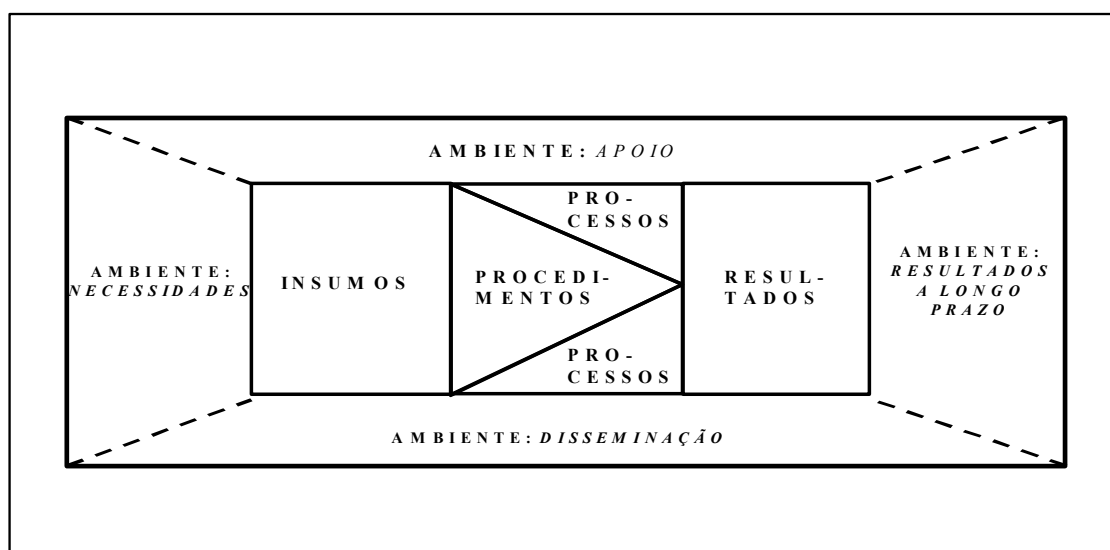 AMBIENTE: APOIO
AMBIENTE:
NECESSIDADES
INSUMOS
PRO-
CESSOS
PROCEDI-
MENTOS
PRO-
CESSOS
RESUL-
TADOS
AMBIENTE:
RESULTADOS
A LONGO
PRAZO
AMBIENTE: DISSEMINAÇÃO